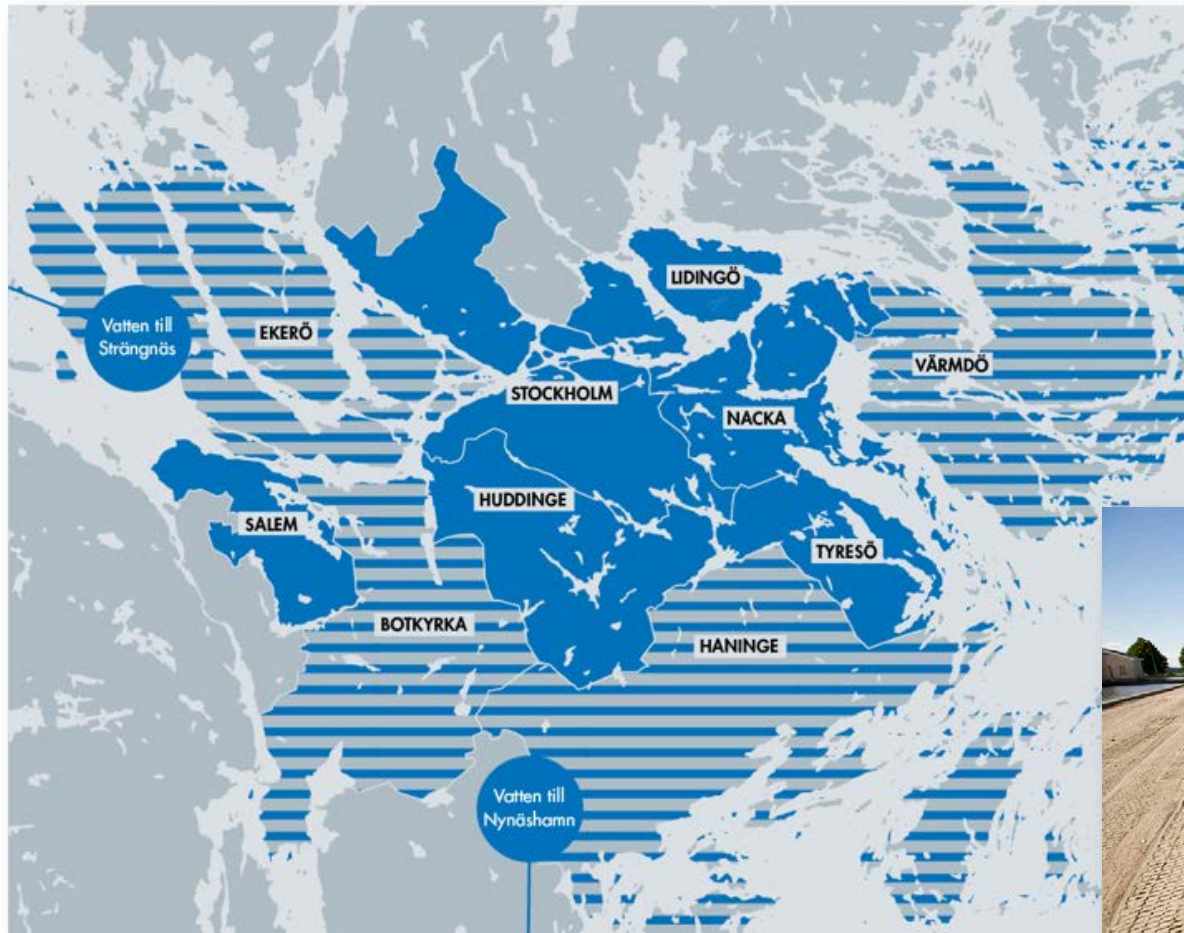 LIDINGÖ
Vatten till
Strängnäs
EKERÖ
VÄRMDÖ
STOCKHOLM
NACKA
HUDDINGE
SALEM
TYRESÖ
BOTKYRKA
HANINGE
Vatten till
Nynäshamn